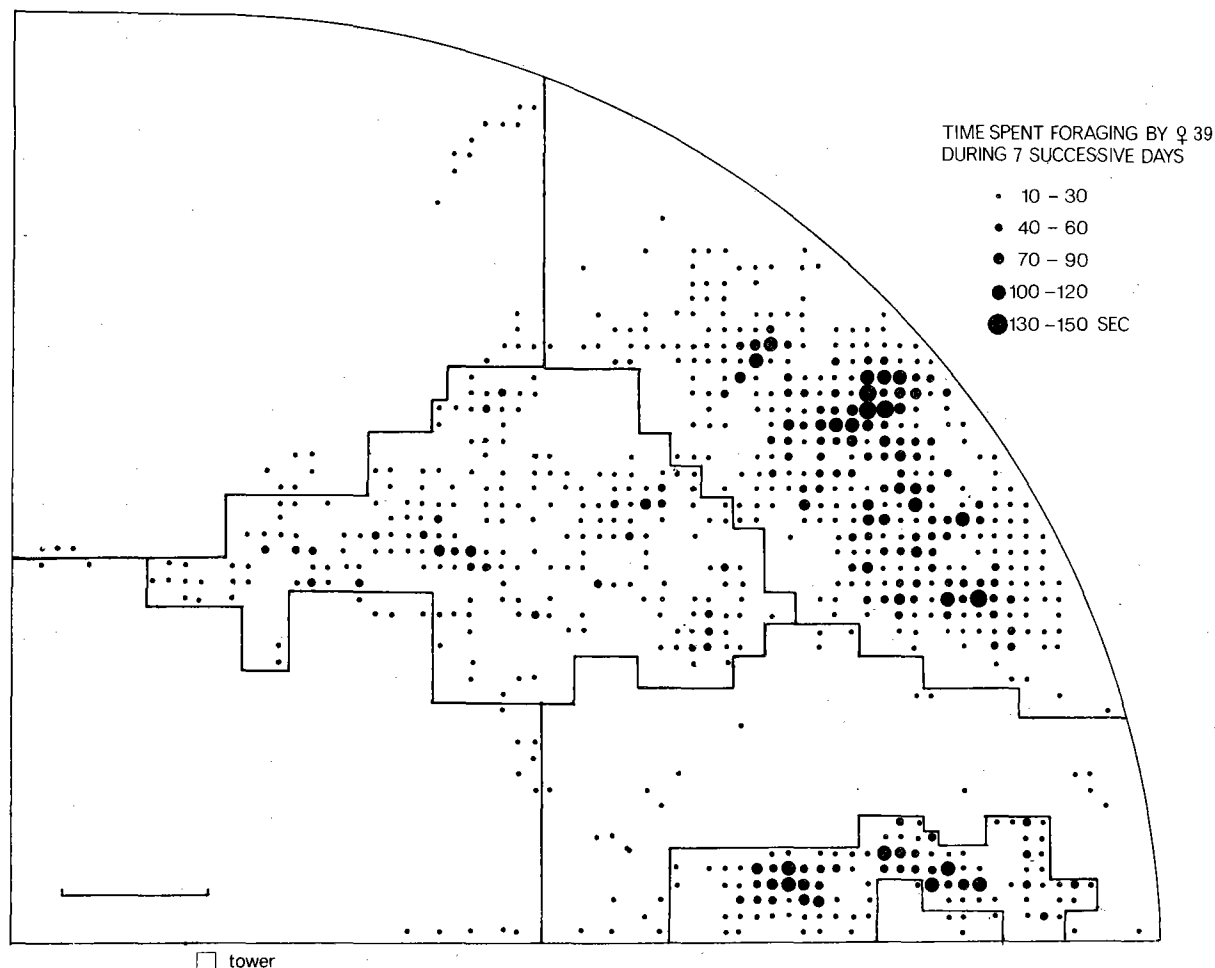 TIME SPENT FORAGING BY ♀ 39
DURING 7 SUCCESSIVE DAYS
10 – 30
40 – 60
70 – 90
100 – 120
130 – 150 SEC
tower